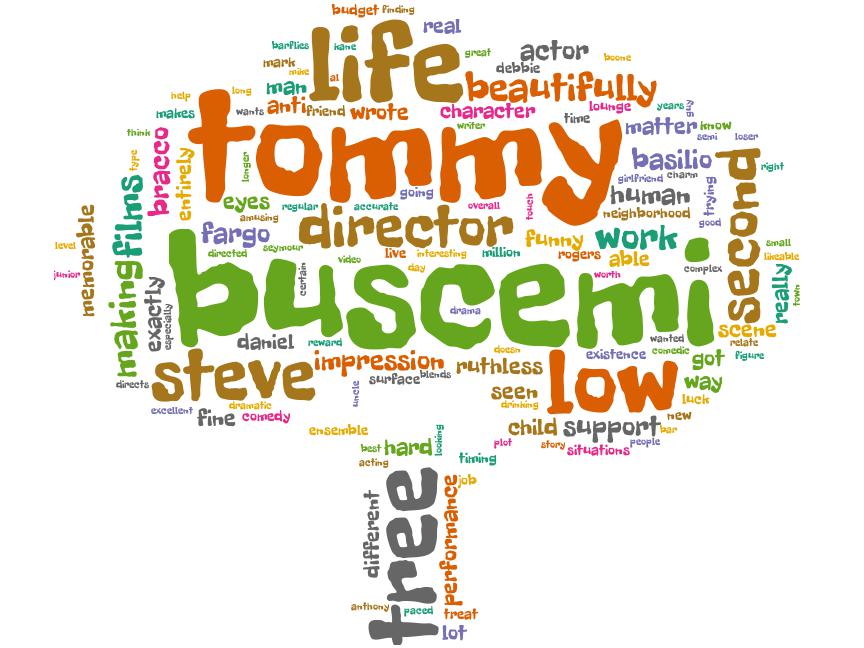 budget finding
barflies kane life real
mark mike al great actor boone
help long man debbie
makes wants anti friend wrote beautifully
character lounge years guy
writer time
think tommy matter know
semi loser
type bracco entirely longer basilio right
girlfriend charm
films eyes regular accurate going overall touch human trying second
amusing neighborhood good
level memorable fargo director funny work small
directed seymour live interesting million rogers able likeable
junior making exactly especially certain video day worth complex really town
buscemi
drama
daniel reward doesn wanted scene relate
directs steve impression surface blends ruthless existence comedic got figure
uncle seen low way
excellent dramatic drinking luck
fine comedy new
ensemble child support bar
best hard looking plot story situations people
acting timing
different tree performance job
anthony paced treat
lot